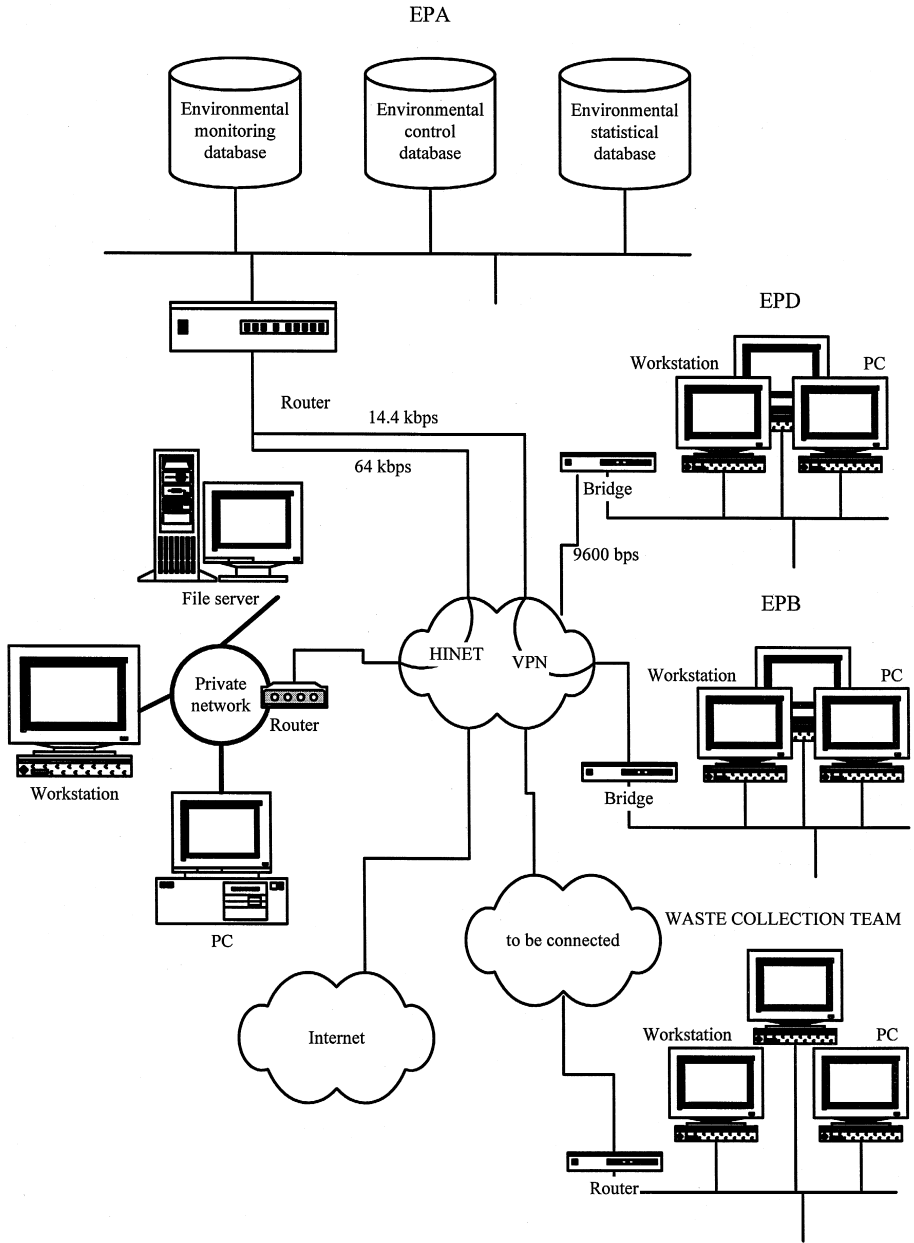 EPA
Environmental
monitoring
database
Environmental
control
database
Environmental
statistical
database
EPD
Workstation
PC
Router
14.4 kbps
64 kbps
Bridge
9600 bps
File server
EPB
HINET
VPN
Workstation
PC
Private
network
Router
Workstation
Bridge
PC
WASTE COLLECTION TEAM
to be connected
Internet
Workstation
PC
Router